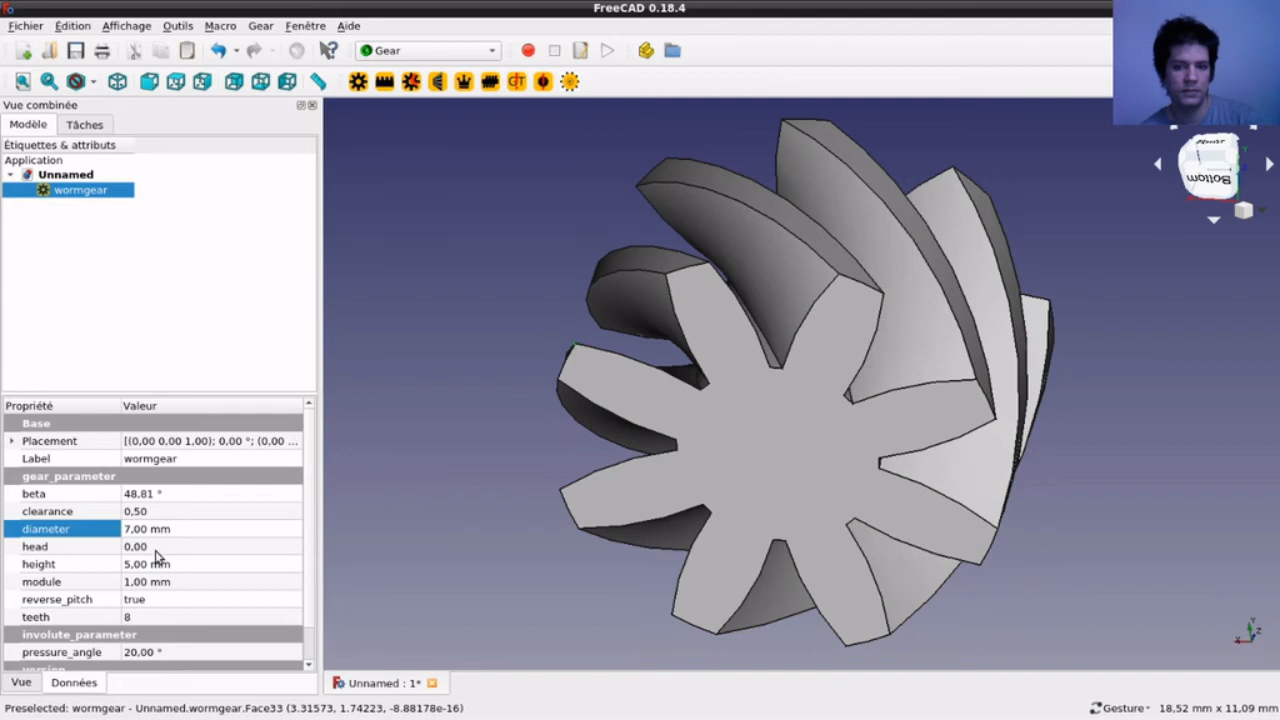 FreeCAD 0.18.4
Fichier Édition Affichage Outils Macro Gear Fenêtre Aide
Gear
Vue combinée
Modèle Tâches
Étiquettes & attributs
Application
Unnamed
wormgear
Propriété Valeur
Base
Placement [(0,00 0.00 1,00); 0,00 °; (0,00 ...
Label wormgear
gear_parameter
beta 48,81 °
clearance 0,50
diameter 7,00 mm
head 0,00
height 5,00 mm
module 1,00 mm
reverse_pitch true
teeth 8
involute_parameter
pressure_angle 20,00 °
version
Vue Données
Unnamed : 1*
Bottom
Y
Preselected: wormgear - Unnamed.wormgear.Face33 (3.31573, 1.74223, -8.88178e-16)
Gesture 18,52 mm x 11,09 mm